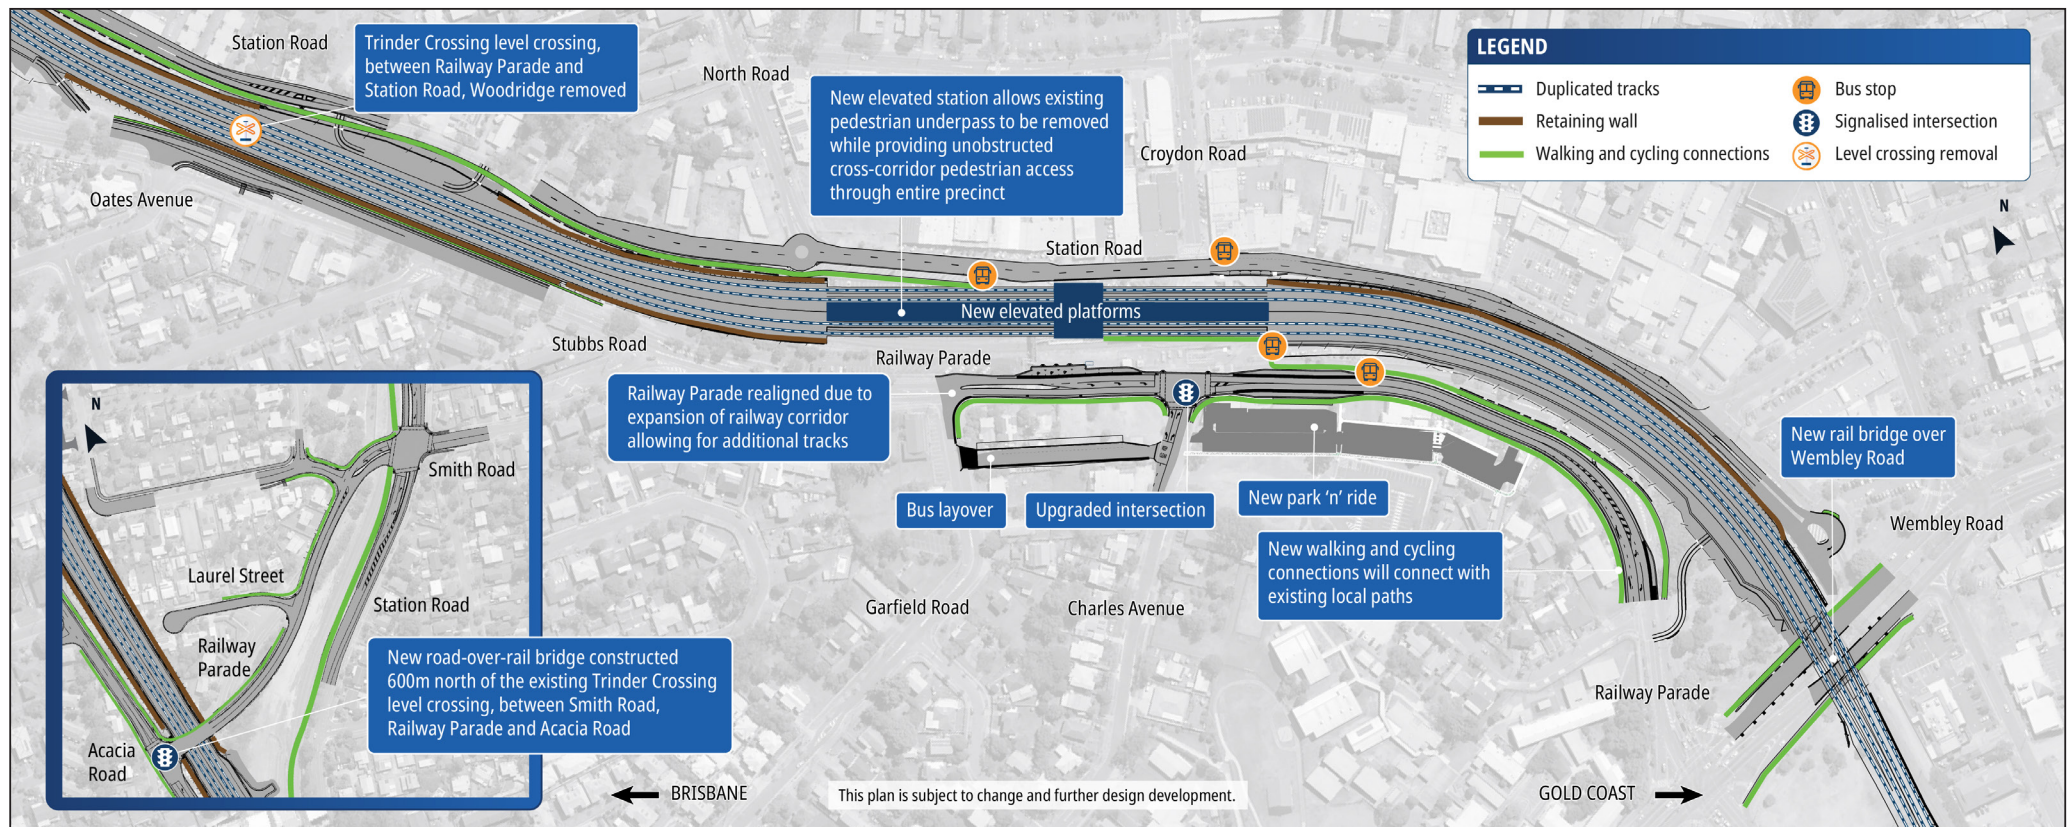 Station Road
Trinder Crossing level crossing,
between Railway Parade and
Station Road, Woodridge removed
North Road
New elevated station allows existing
pedestrian underpass to be removed
while providing unobstructed
cross-corridor pedestrian access
through entire precinct
Croydon Road
LEGEND
Duplicated tracks
Retaining wall
Walking and cycling connections
Bus stop
Signalised intersection
Level crossing removal
N
Oates Avenue
Station Road
New elevated platforms
Stubbs Road
Railway Parade
Railway Parade realigned due to
expansion of railway corridor
allowing for additional tracks
Bus layover
Upgraded intersection
New park ‘n’ ride
New walking and cycling
connections will connect with
existing local paths
New rail bridge over
Wembley Road
Wembley Road
Garfield Road
Charles Avenue
Railway Parade
N
Smith Road
Laurel Street
Station Road
Railway
Parade
New road-over-rail bridge constructed
600m north of the existing Trinder Crossing
level crossing, between Smith Road,
Railway Parade and Acacia Road
Acacia
Road
BRISBANE
This plan is subject to change and further design development.
GOLD COAST